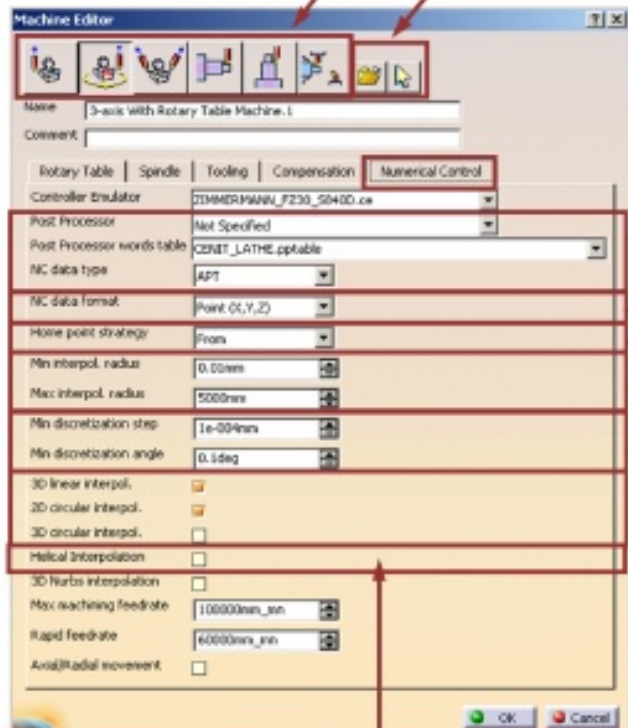 Machine Editor
Name 3-axis With Rotary Table Machine.1
Comment
Rotary Table Spindle Tooling Compensation Numerical Control
Controller Emulator ZIMMERMANN_FZ30_S840D.ce
Post Processor Not Specified
Post Processor words table CENIT_LATHE.pptable
NC data type APT
NC data format Point (X,Y,Z)
Home point strategy From
Min interpol. radius 0.01mm
Max interpol. radius 5000mm
Min discretization step 1e-004mm
Min discretization angle 0.1deg
3D linear interpol.
2D circular interpol.
3D circular interpol.
Helical Interpolation
3D Nurbs interpolation
Max machining feedrate 100000mm_mn
Rapid feedrate 60000mm_mn
Axial/Radial movement
OK Cancel